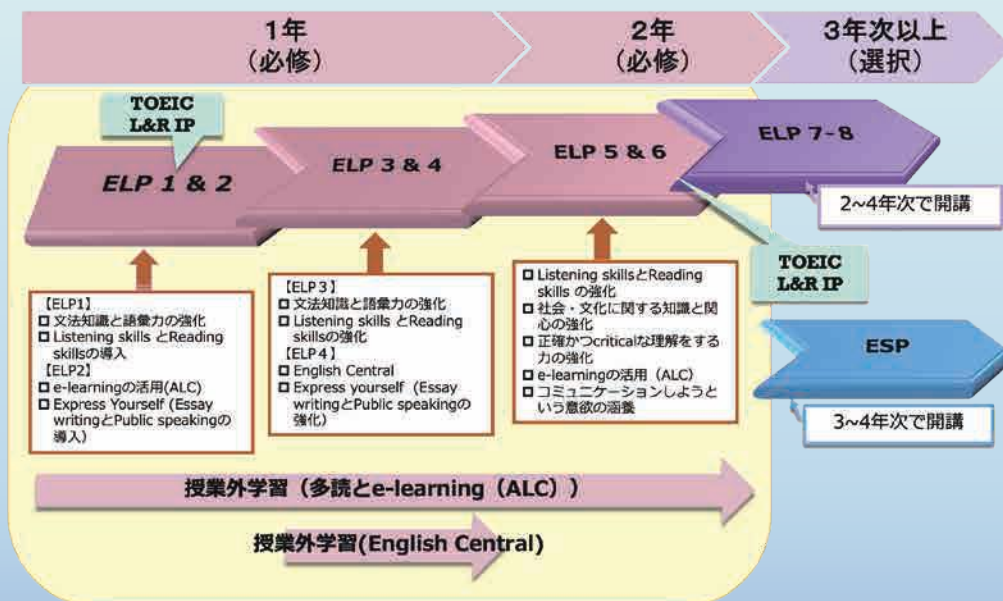 1年
(必修)
2年
(必修)
3年次以上
(選択)
TOEIC
L&R IP
ELP 1 & 2
ELP 3 & 4
ELP 5 & 6
ELP 7-8
2~4年次で開講
TOEIC
L&R IP
【ELP1】
□ 文法知識と語彙力の強化
□ Listening skills とReading
skillsの導入
【ELP2】
□ e-learningの活用(ALC)
□ Express Yourself (Essay
writingとPublic speakingの
導入)
【ELP3】
□ 文法知識と語彙力の強化
□ Listening skills とReading
skillsの強化
【ELP4】
□ English Central
□ Express yourself (Essay
writingとPublic speakingの
強化)
□ Listening skillsとReading
skills の強化
□ 社会・文化に関する知識と関
心の強化
□ 正確かつcriticalな理解をする
力の強化
□ e-learningの活用(ALC)
□ コミュニケーションしようと
いう意欲の涵養
ESP
3~4年次で開講
授業外学習(多読とe-learning(ALC))
授業外学習(English Central)